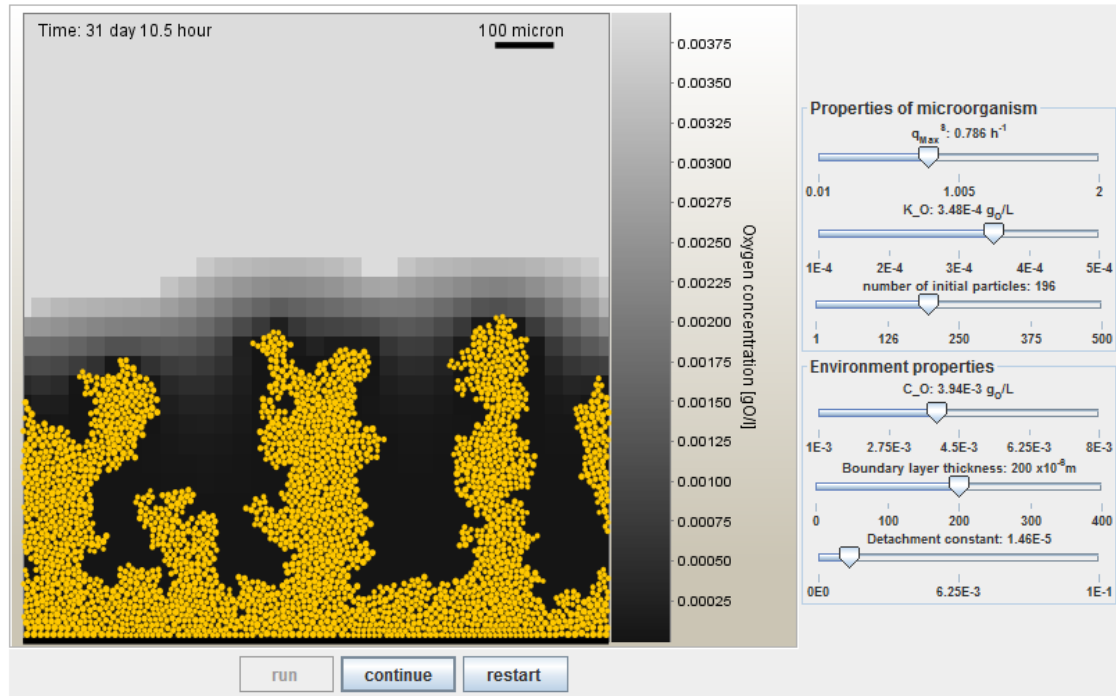 Time: 31 day 10.5 hour
100 micron
0.00375
0.00350
0.00325
0.00300
0.00275
0.00250
0.00225
0.00200
0.00175
0.00150
0.00125
0.00100
0.00075
0.00050
0.00025
Oxygen concentration [gO/l]
Properties of microorganism
q_Max^s: 0.786 h^-1
0.01 1.005 2
K_O: 3.48E-4 g_O/L
1E-4 2E-4 3E-4 4E-4 5E-4
number of initial particles: 196
1 126 250 375 500
Environment properties
C_O: 3.94E-3 g_O/L
1E-3 2.75E-3 4.5E-3 6.25E-3 8E-3
Boundary layer thickness: 200 x10^-6 m
0 100 200 300 400
Detachment constant: 1.46E-5
0E0 6.25E-3 1E-1
run continue restart